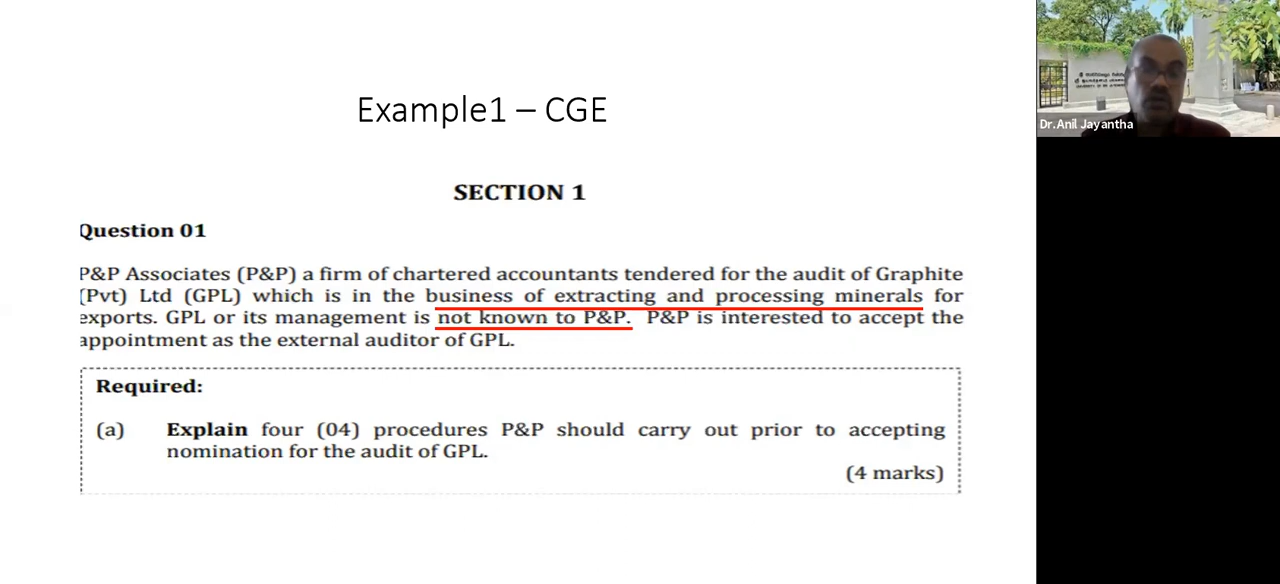 Example1 – CGE
SECTION 1
Question 01
P&P Associates (P&P) a firm of chartered accountants tendered for the audit of Graphite
(Pvt) Ltd (GPL) which is in the business of extracting and processing minerals for
exports. GPL or its management is not known to P&P. P&P is interested to accept the
appointment as the external auditor of GPL.
Required:
(a) Explain four (04) procedures P&P should carry out prior to accepting
nomination for the audit of GPL.
(4 marks)
Dr.Anil Jayantha